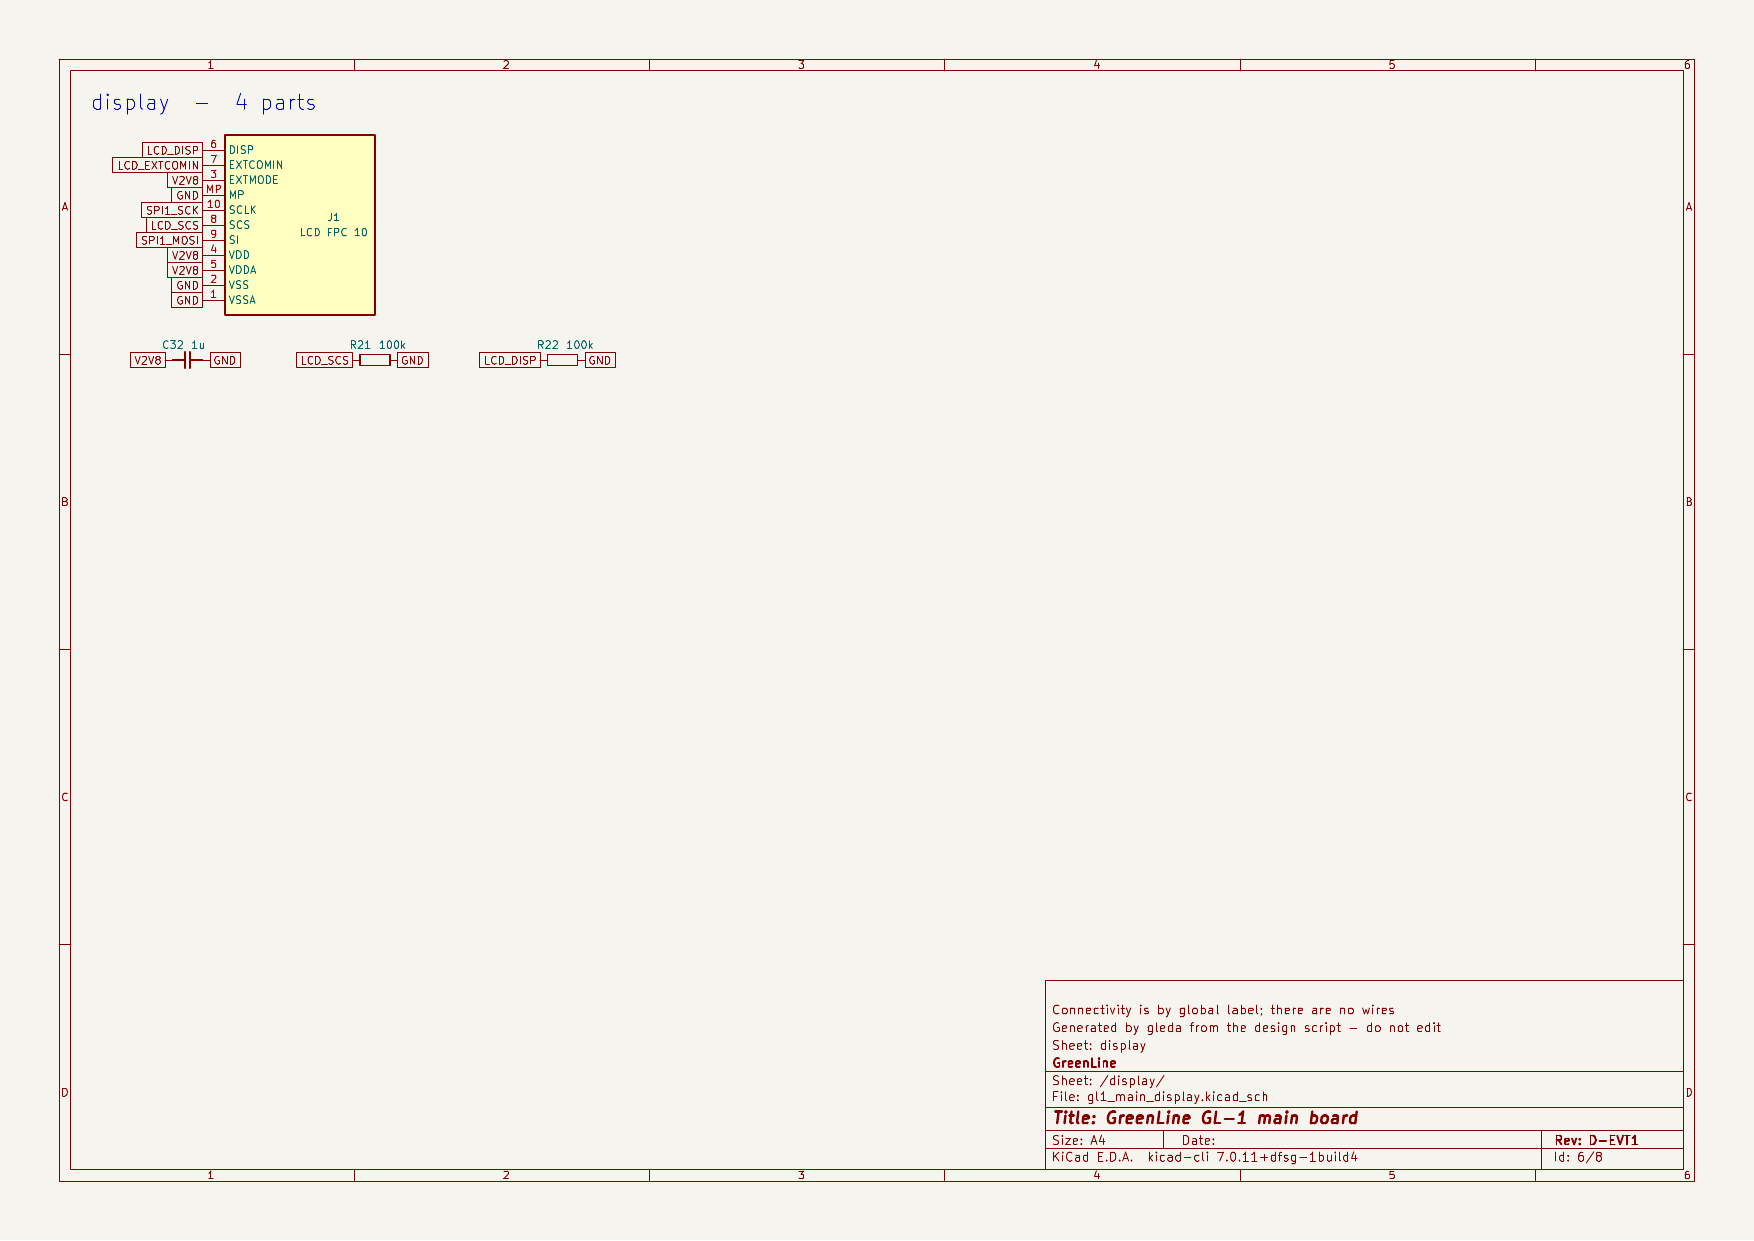 1 2 3 4 5 6
display – 4 parts
LCD_DISP 6 DISP
LCD_EXTCOMIN 7 EXTCOMIN
V2V8 3 EXTMODE
GND MP MP
SPI1_SCK 10 SCLK
LCD_SCS 8 SCS
SPI1_MOSI 9 SI
V2V8 4 VDD
V2V8 5 VDDA
GND 2 VSS
GND 1 VSSA
J1
LCD FPC 10
A A
C32 1u R21 100k R22 100k
V2V8 GND LCD_SCS GND LCD_DISP GND
B B
C C
Connectivity is by global label; there are no wires
Generated by gleda from the design script – do not edit
Sheet: display
GreenLine
Sheet: /display/
File: gl1_main_display.kicad_sch
D D
Title: GreenLine GL-1 main board
Size: A4 Date: Rev: D-EVT1
KiCad E.D.A. kicad-cli 7.0.11+dfsg-1build4 Id: 6/8
1 2 3 4 5 6